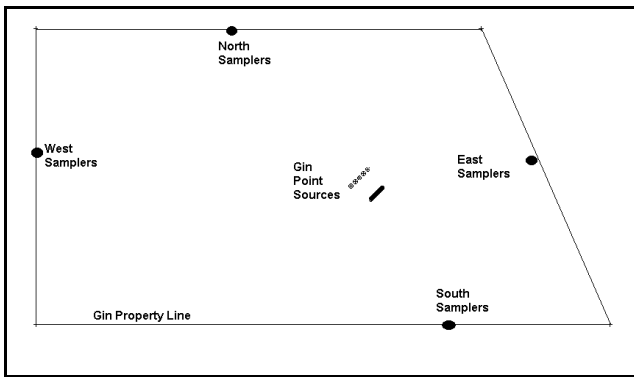 North
Samplers
West
Samplers
Gin
Point
Sources
East
Samplers
South
Samplers
Gin Property Line